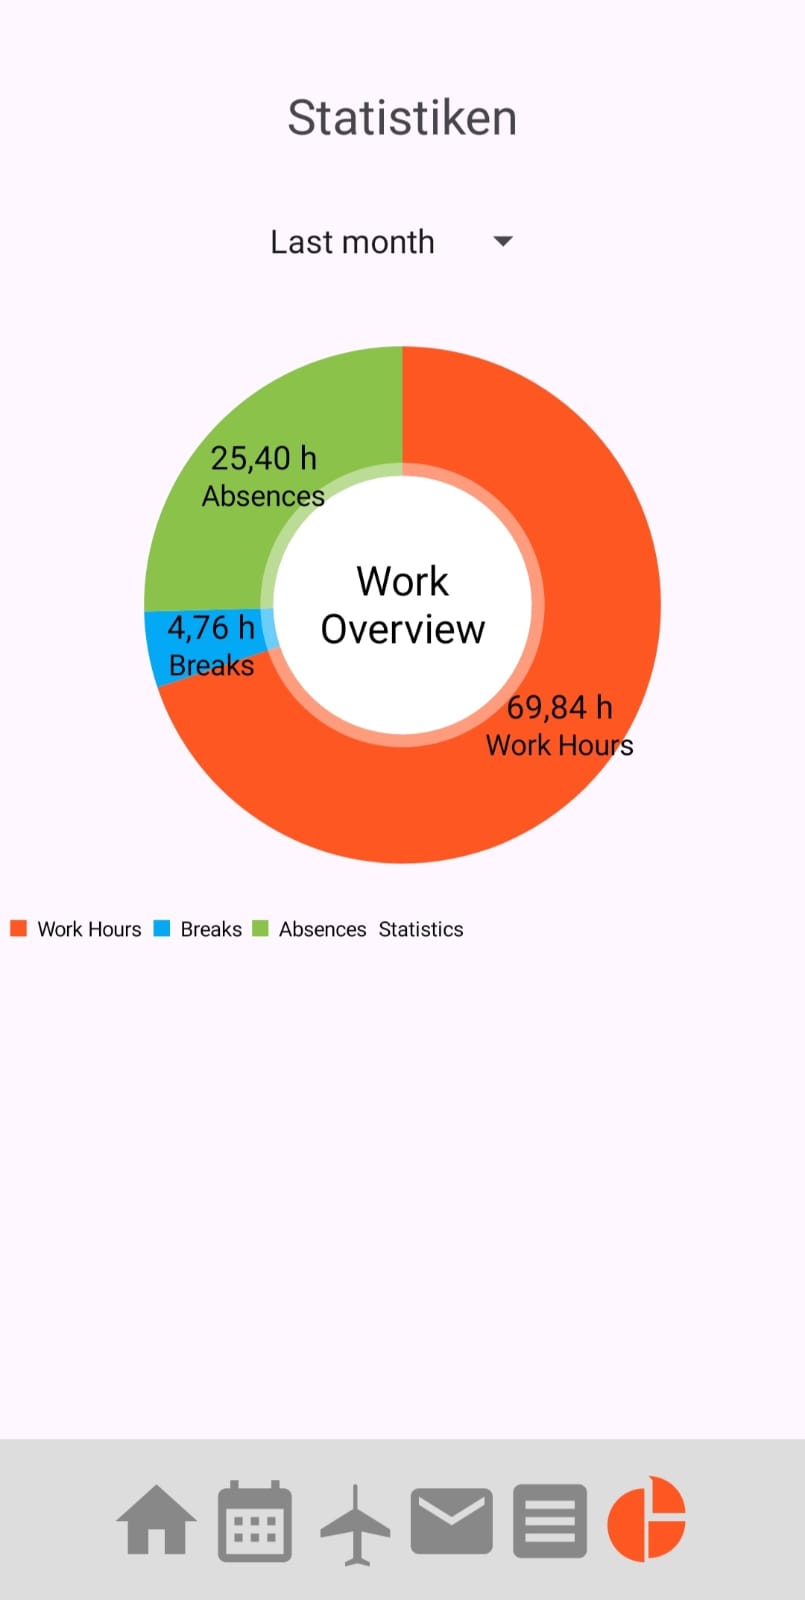 Statistiken
Last month
25,40 h
Absences
Work
Overview
4,76 h
Breaks
69,84 h
Work Hours
Work Hours Breaks Absences Statistics